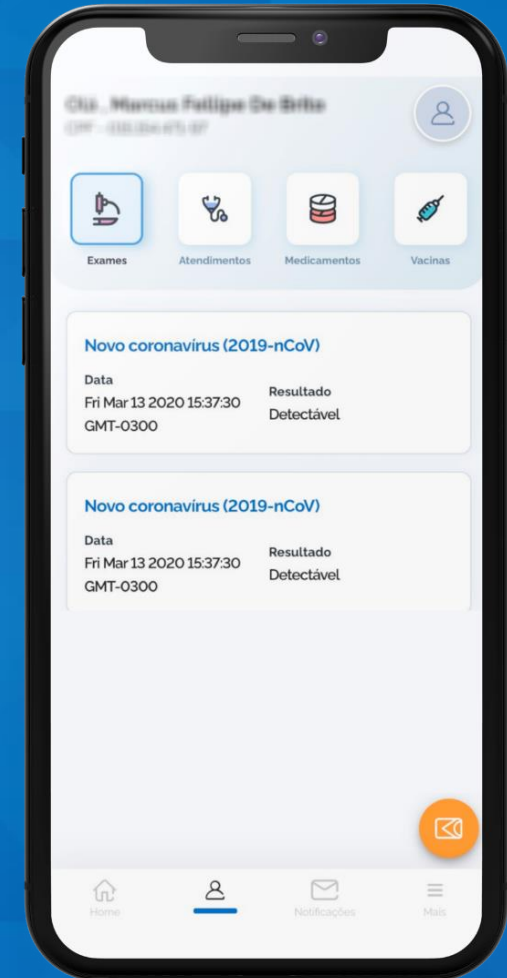 Exames
Atendimentos
Medicamentos
Vacinas
Novo coronavírus (2019-nCoV)
Data
Fri Mar 13 2020 15:37:30
GMT-0300
Resultado
Detectável
Novo coronavírus (2019-nCoV)
Data
Fri Mar 13 2020 15:37:30
GMT-0300
Resultado
Detectável
Home
Notificações
Mais